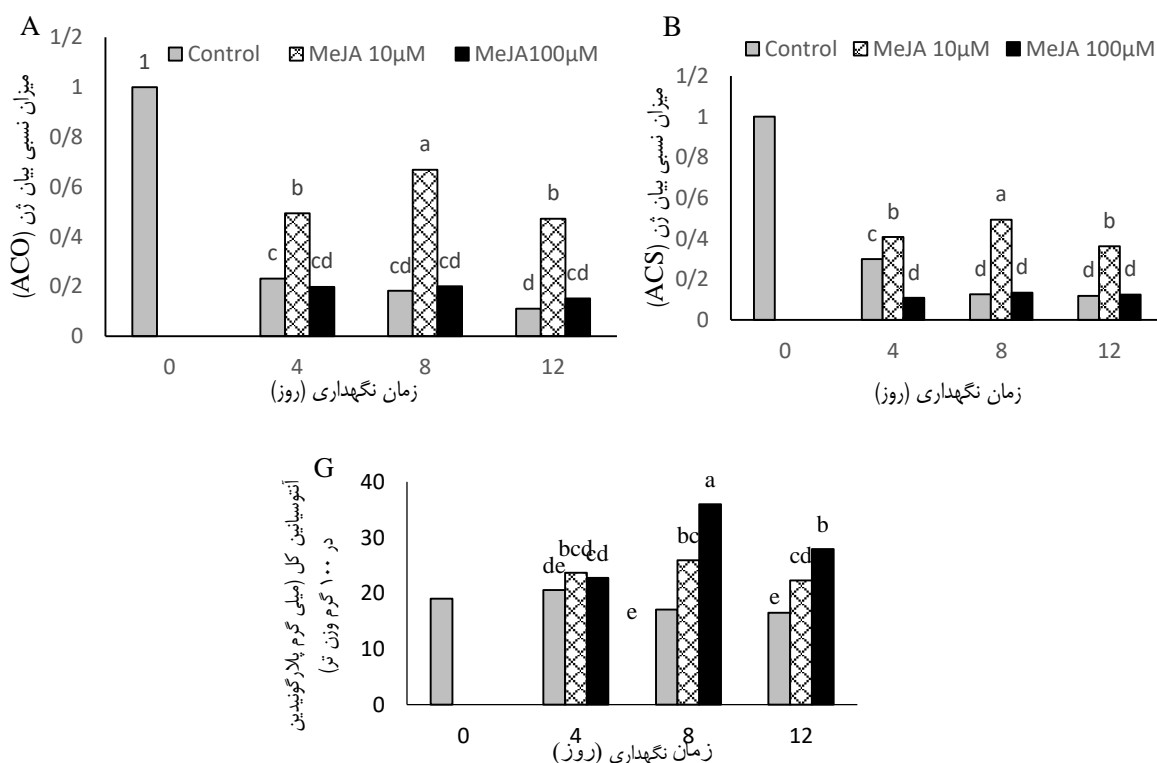 A
1/2
Control MeJA 10µM MeJA100µM
1
1
0/8
a
0/6
b
b
0/4
c
cd
cd
cd
d
cd
0/2
0
0
4
8
12
زمان نگهداری (روز)
میزان نسبی بیان ژن (ACO)
B
1/2
Control MeJA 10µM MeJA 100µM
1
0/8
0/6
a
b
b
0/4
c
d
d
d
d
d
0/2
0
0
4
8
12
زمان نگهداری (روز)
میزان نسبی بیان ژن (ACS)
G
40
a
b
30
de
bcd
cd
bc
cd
20
e
e
10
0
0
4
8
12
زمان نگهداری (روز)
آنتوسیانین کل (میلی گرم پلارگونیدین
در ۱۰۰ گرم وزن تر)